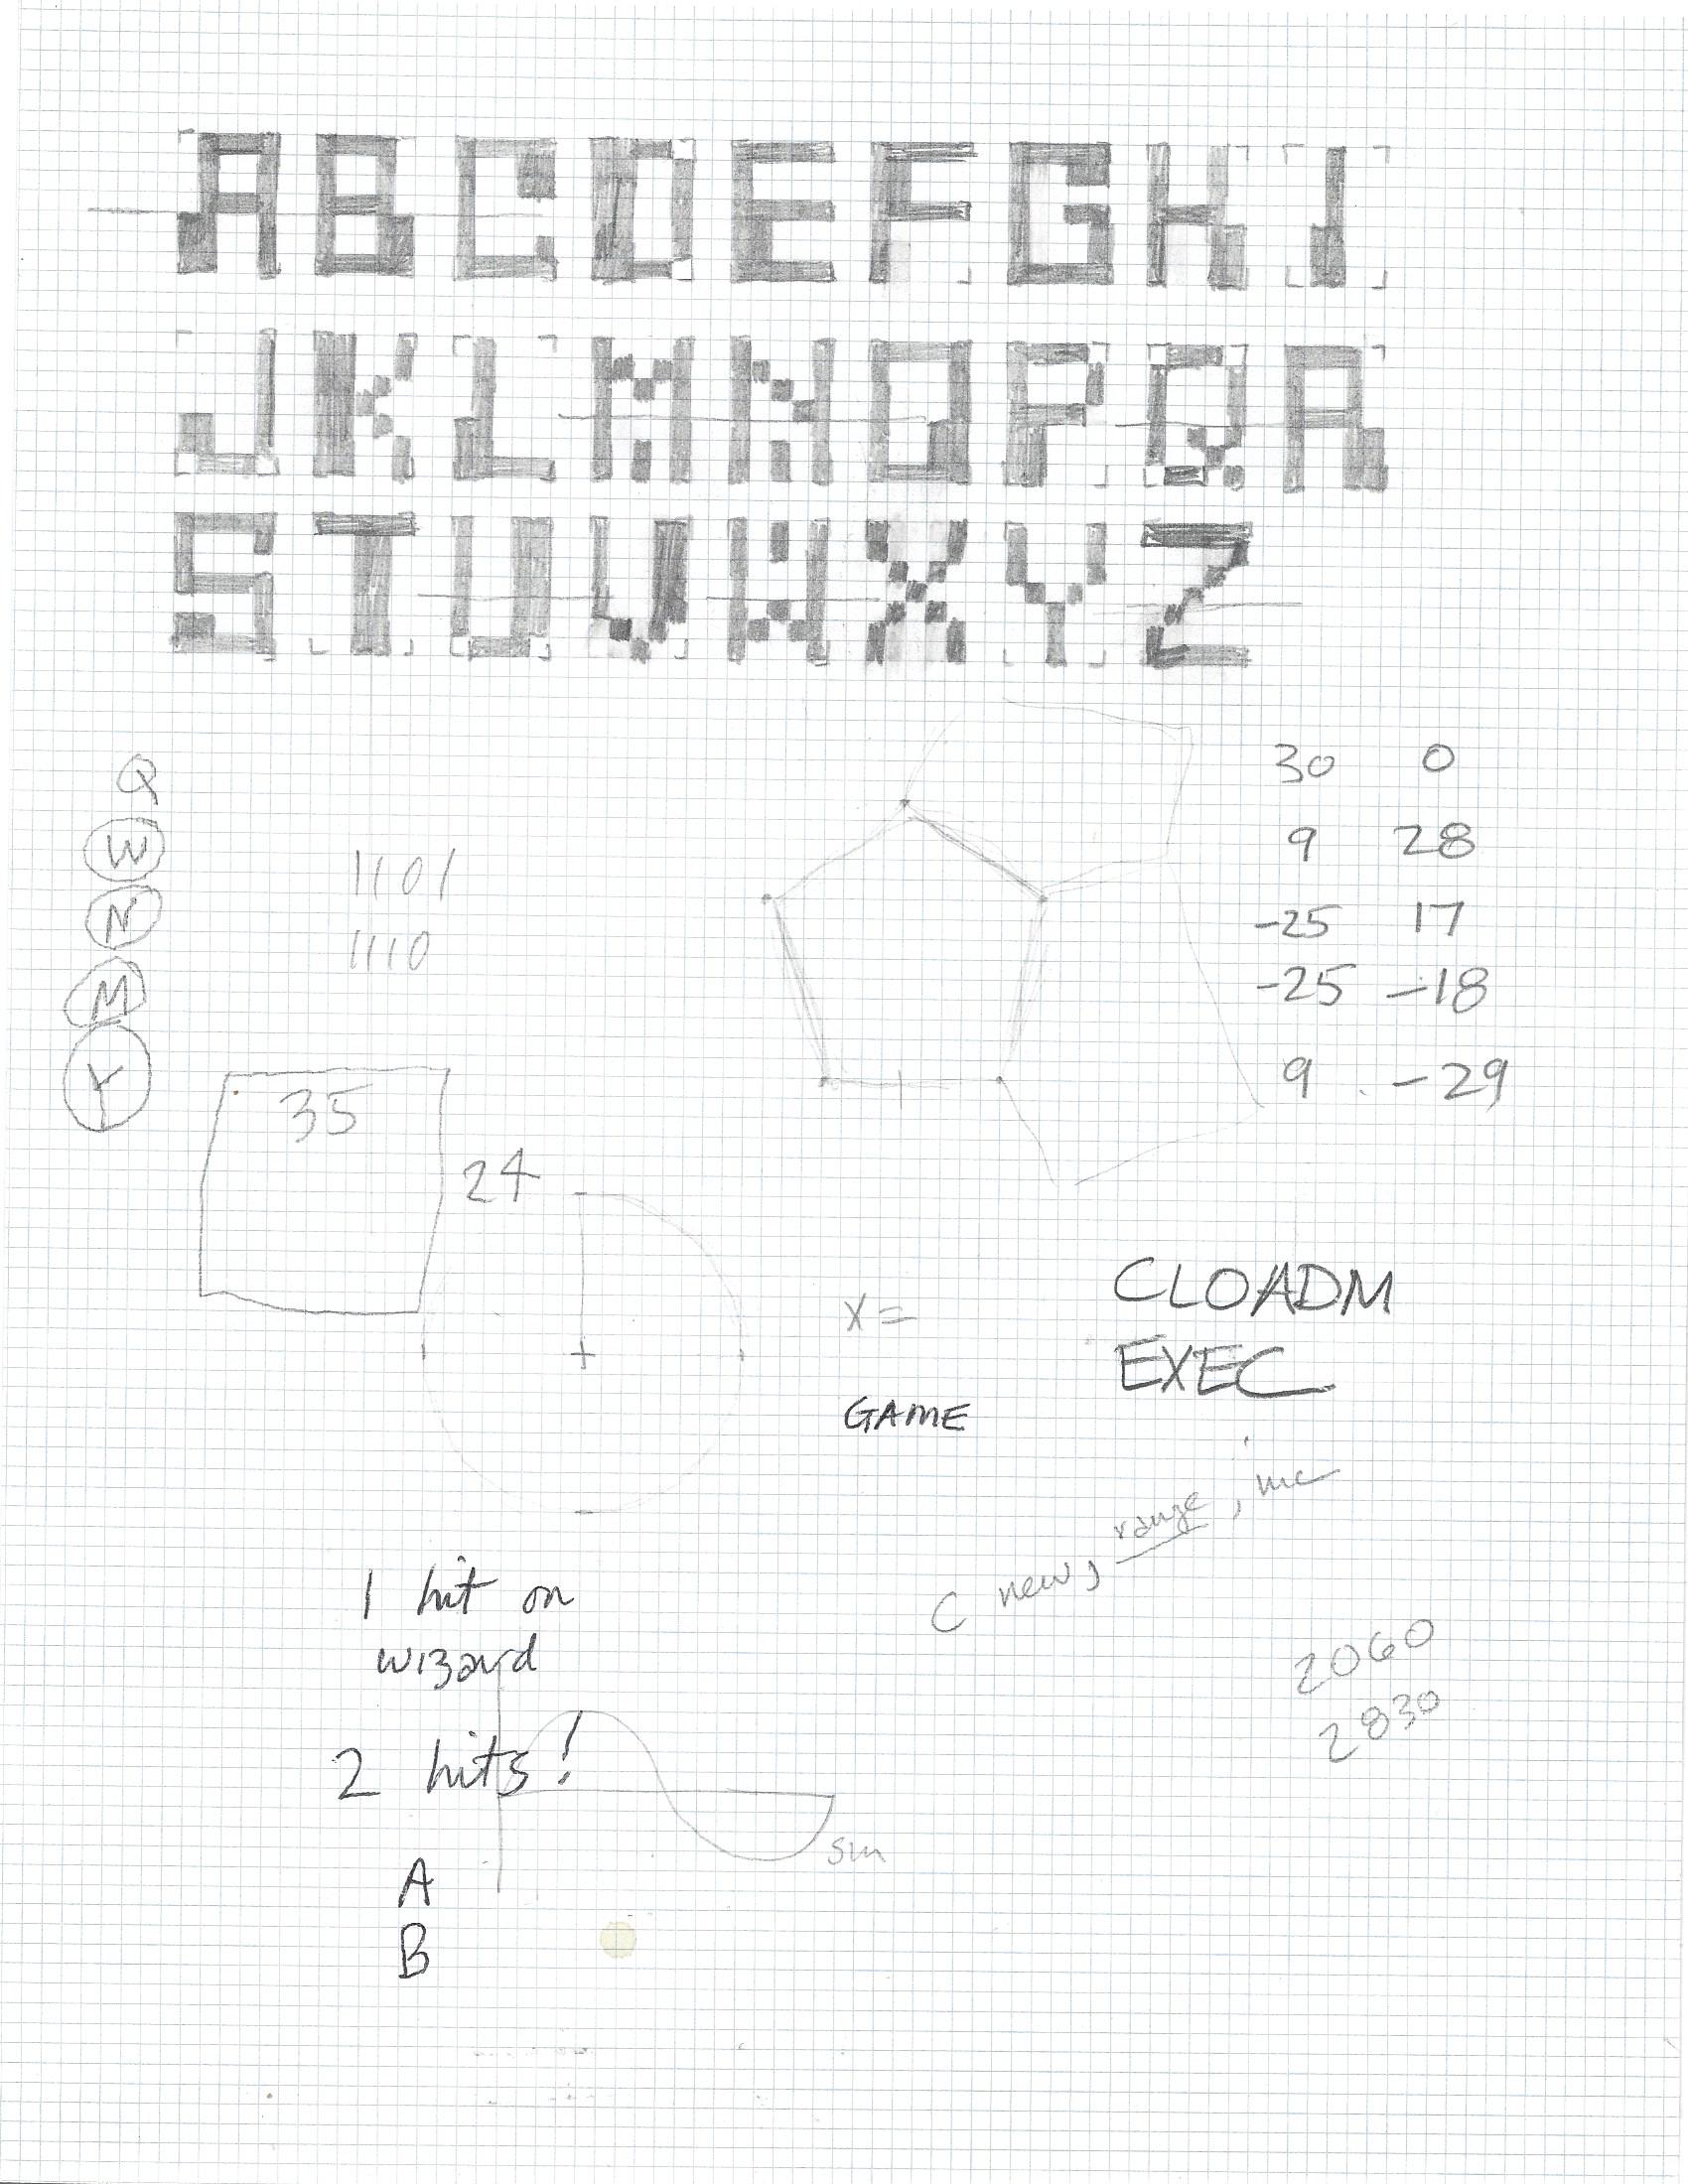 ABCDEFGHI
JKLMNOPQR
STUVWXYZ
Q
W
N
M
Y
1101
1110
30 0
9 28
-25 17
-25 -18
9 -29
35
24
X =
GAME
CLOADM
EXEC
C new, range, inc
2060
2830
1 hit on
wizard
2 hits!
sin
A
B